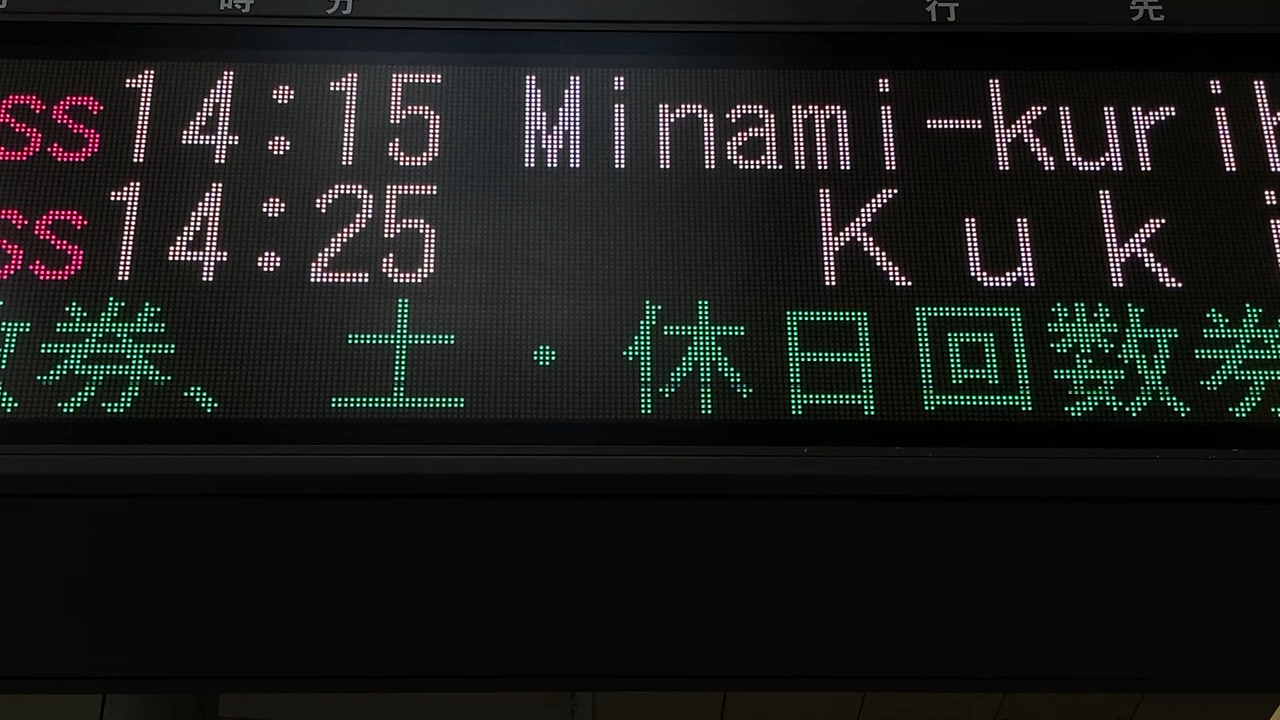 時 分 行 先
ss 14:15 Minami-kuri
ss 14:25 Kuki
数券、土・休日回数券